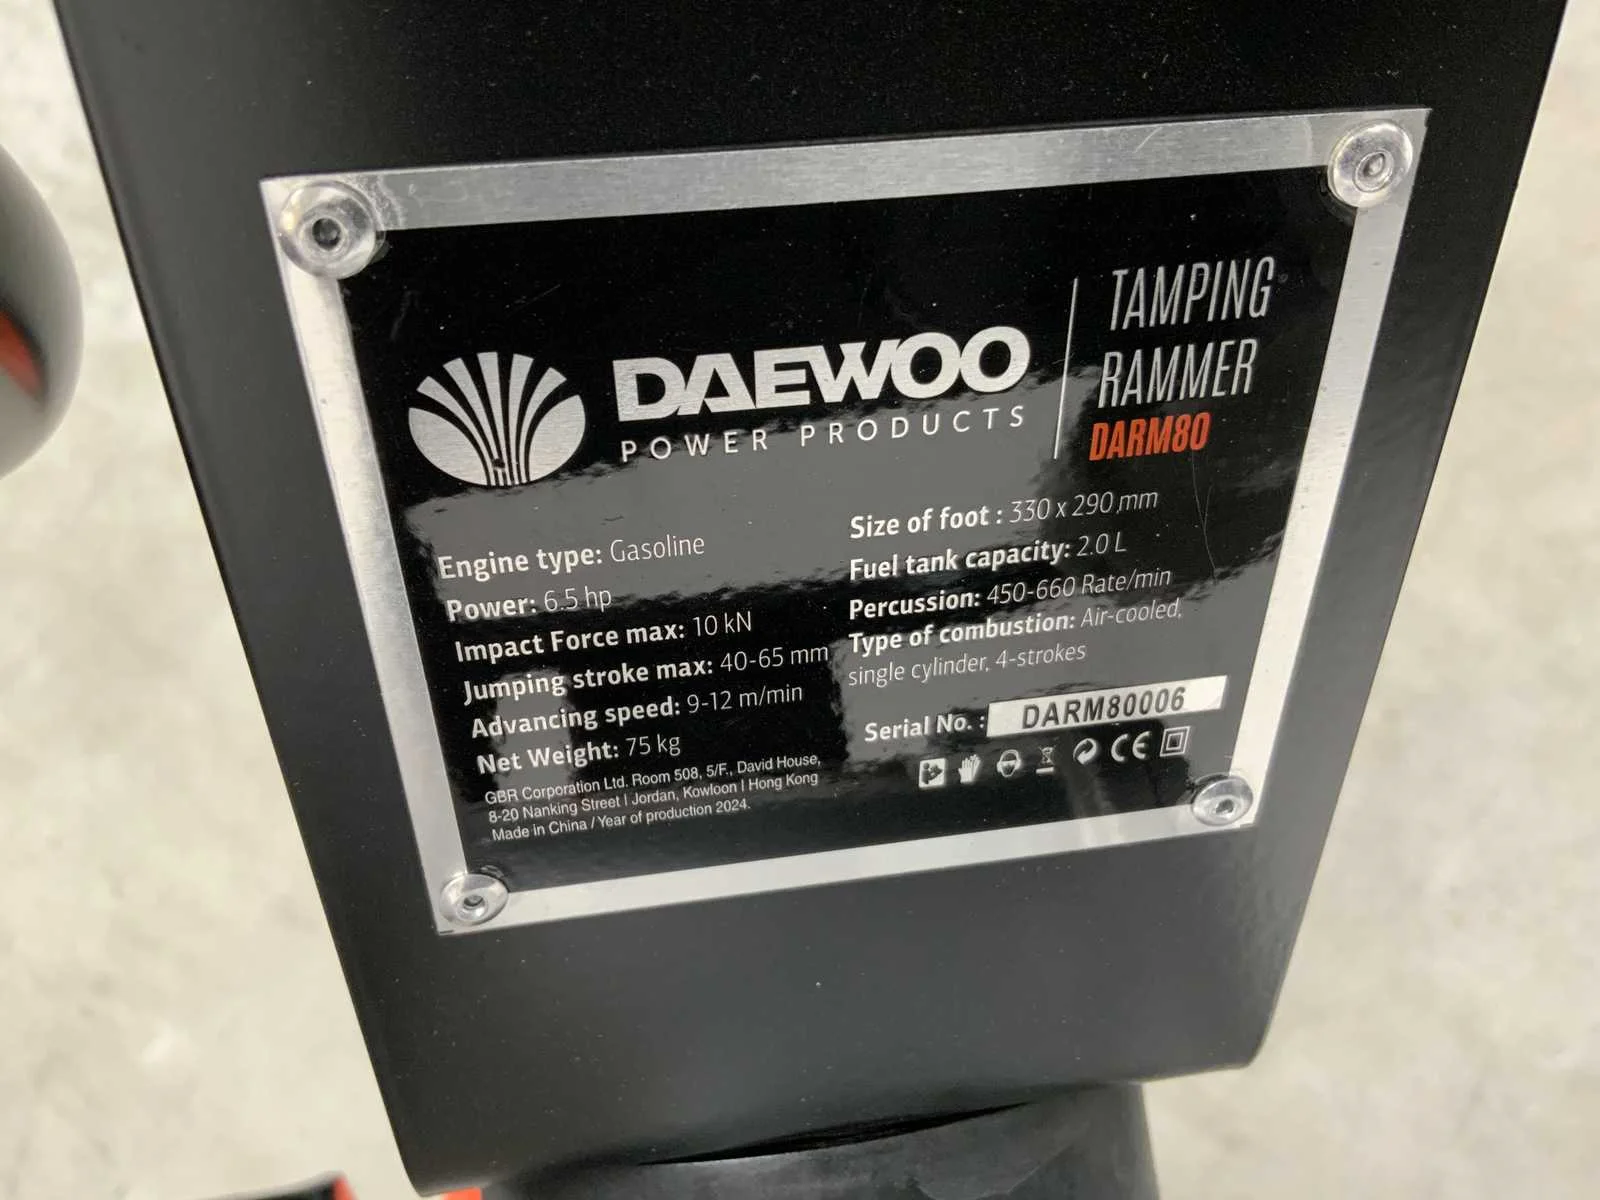 DAEWOO
POWER PRODUCTS
TAMPING
RAMMER
DARM80
Engine type: Gasoline
Power: 6.5 hp
Impact Force max: 10 kN
Jumping stroke max: 40-65 mm
Advancing speed: 9-12 m/min
Net Weight: 75 kg
GBR Corporation Ltd. Room 508, 5/F., David House,
8-20 Nanking Street | Jordan, Kowloon | Hong Kong
Made in China / Year of production 2024.
Size of foot : 330 x 290 mm
Fuel tank capacity: 2.0 L
Percussion: 450-660 Rate/min
Type of combustion: Air-cooled,
single cylinder, 4-strokes
Serial No. : DARM80006
CE